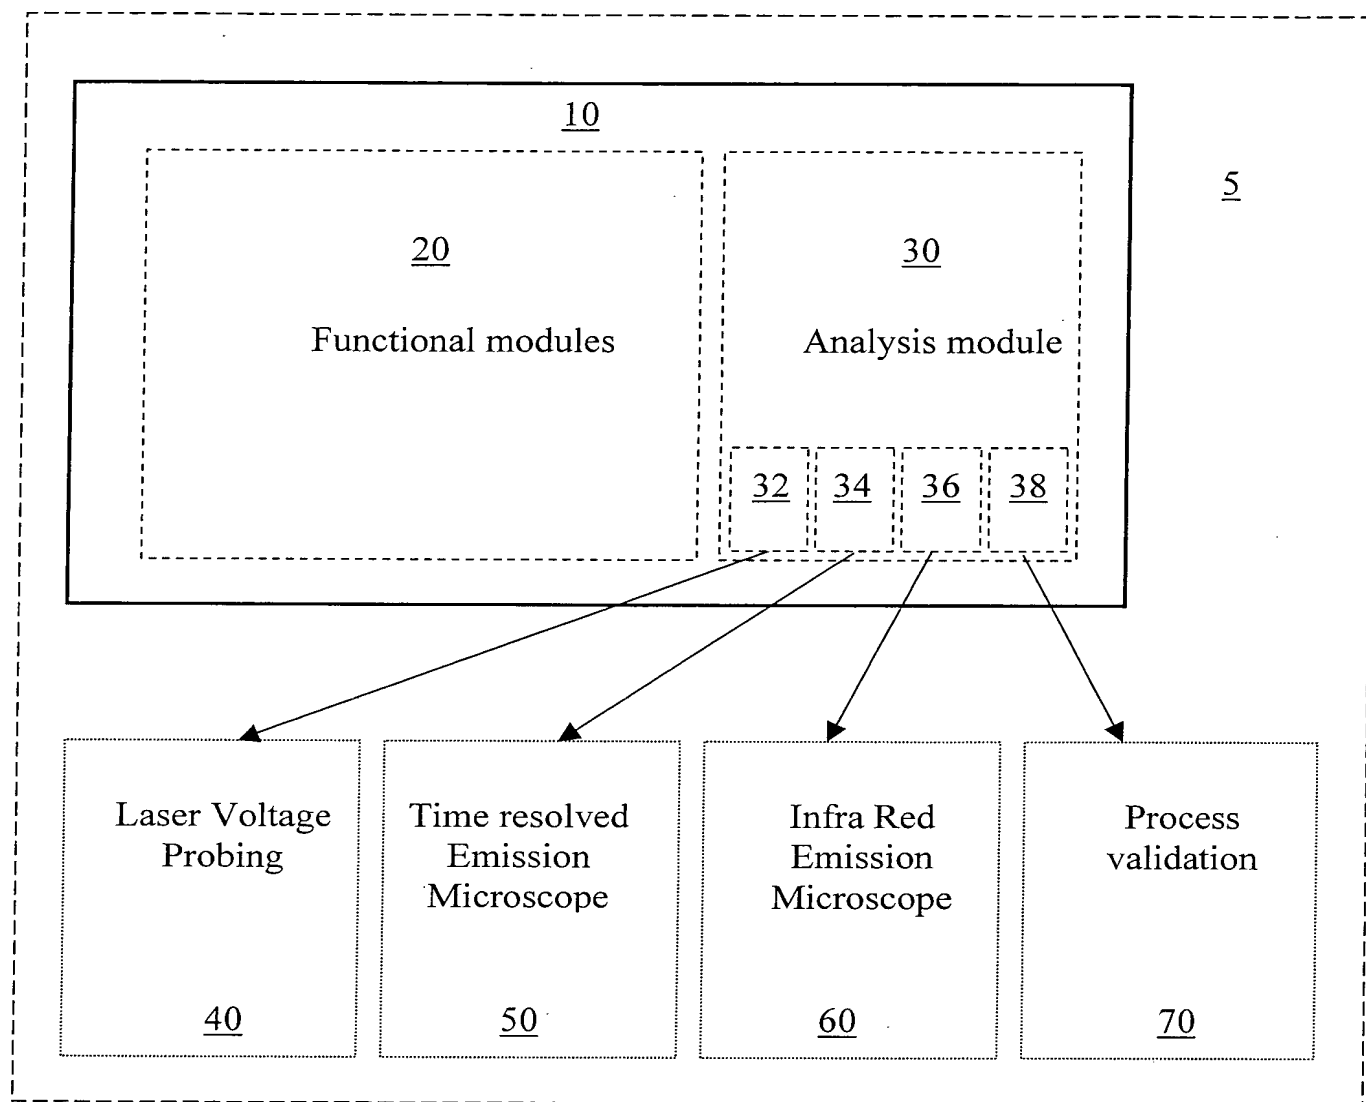 10
5
20
30
Functional modules
Analysis module
32
34
36
38
Laser Voltage
Probing
40
Time resolved
Emission
Microscope
50
Infra Red
Emission
Microscope
60
Process
validation
70